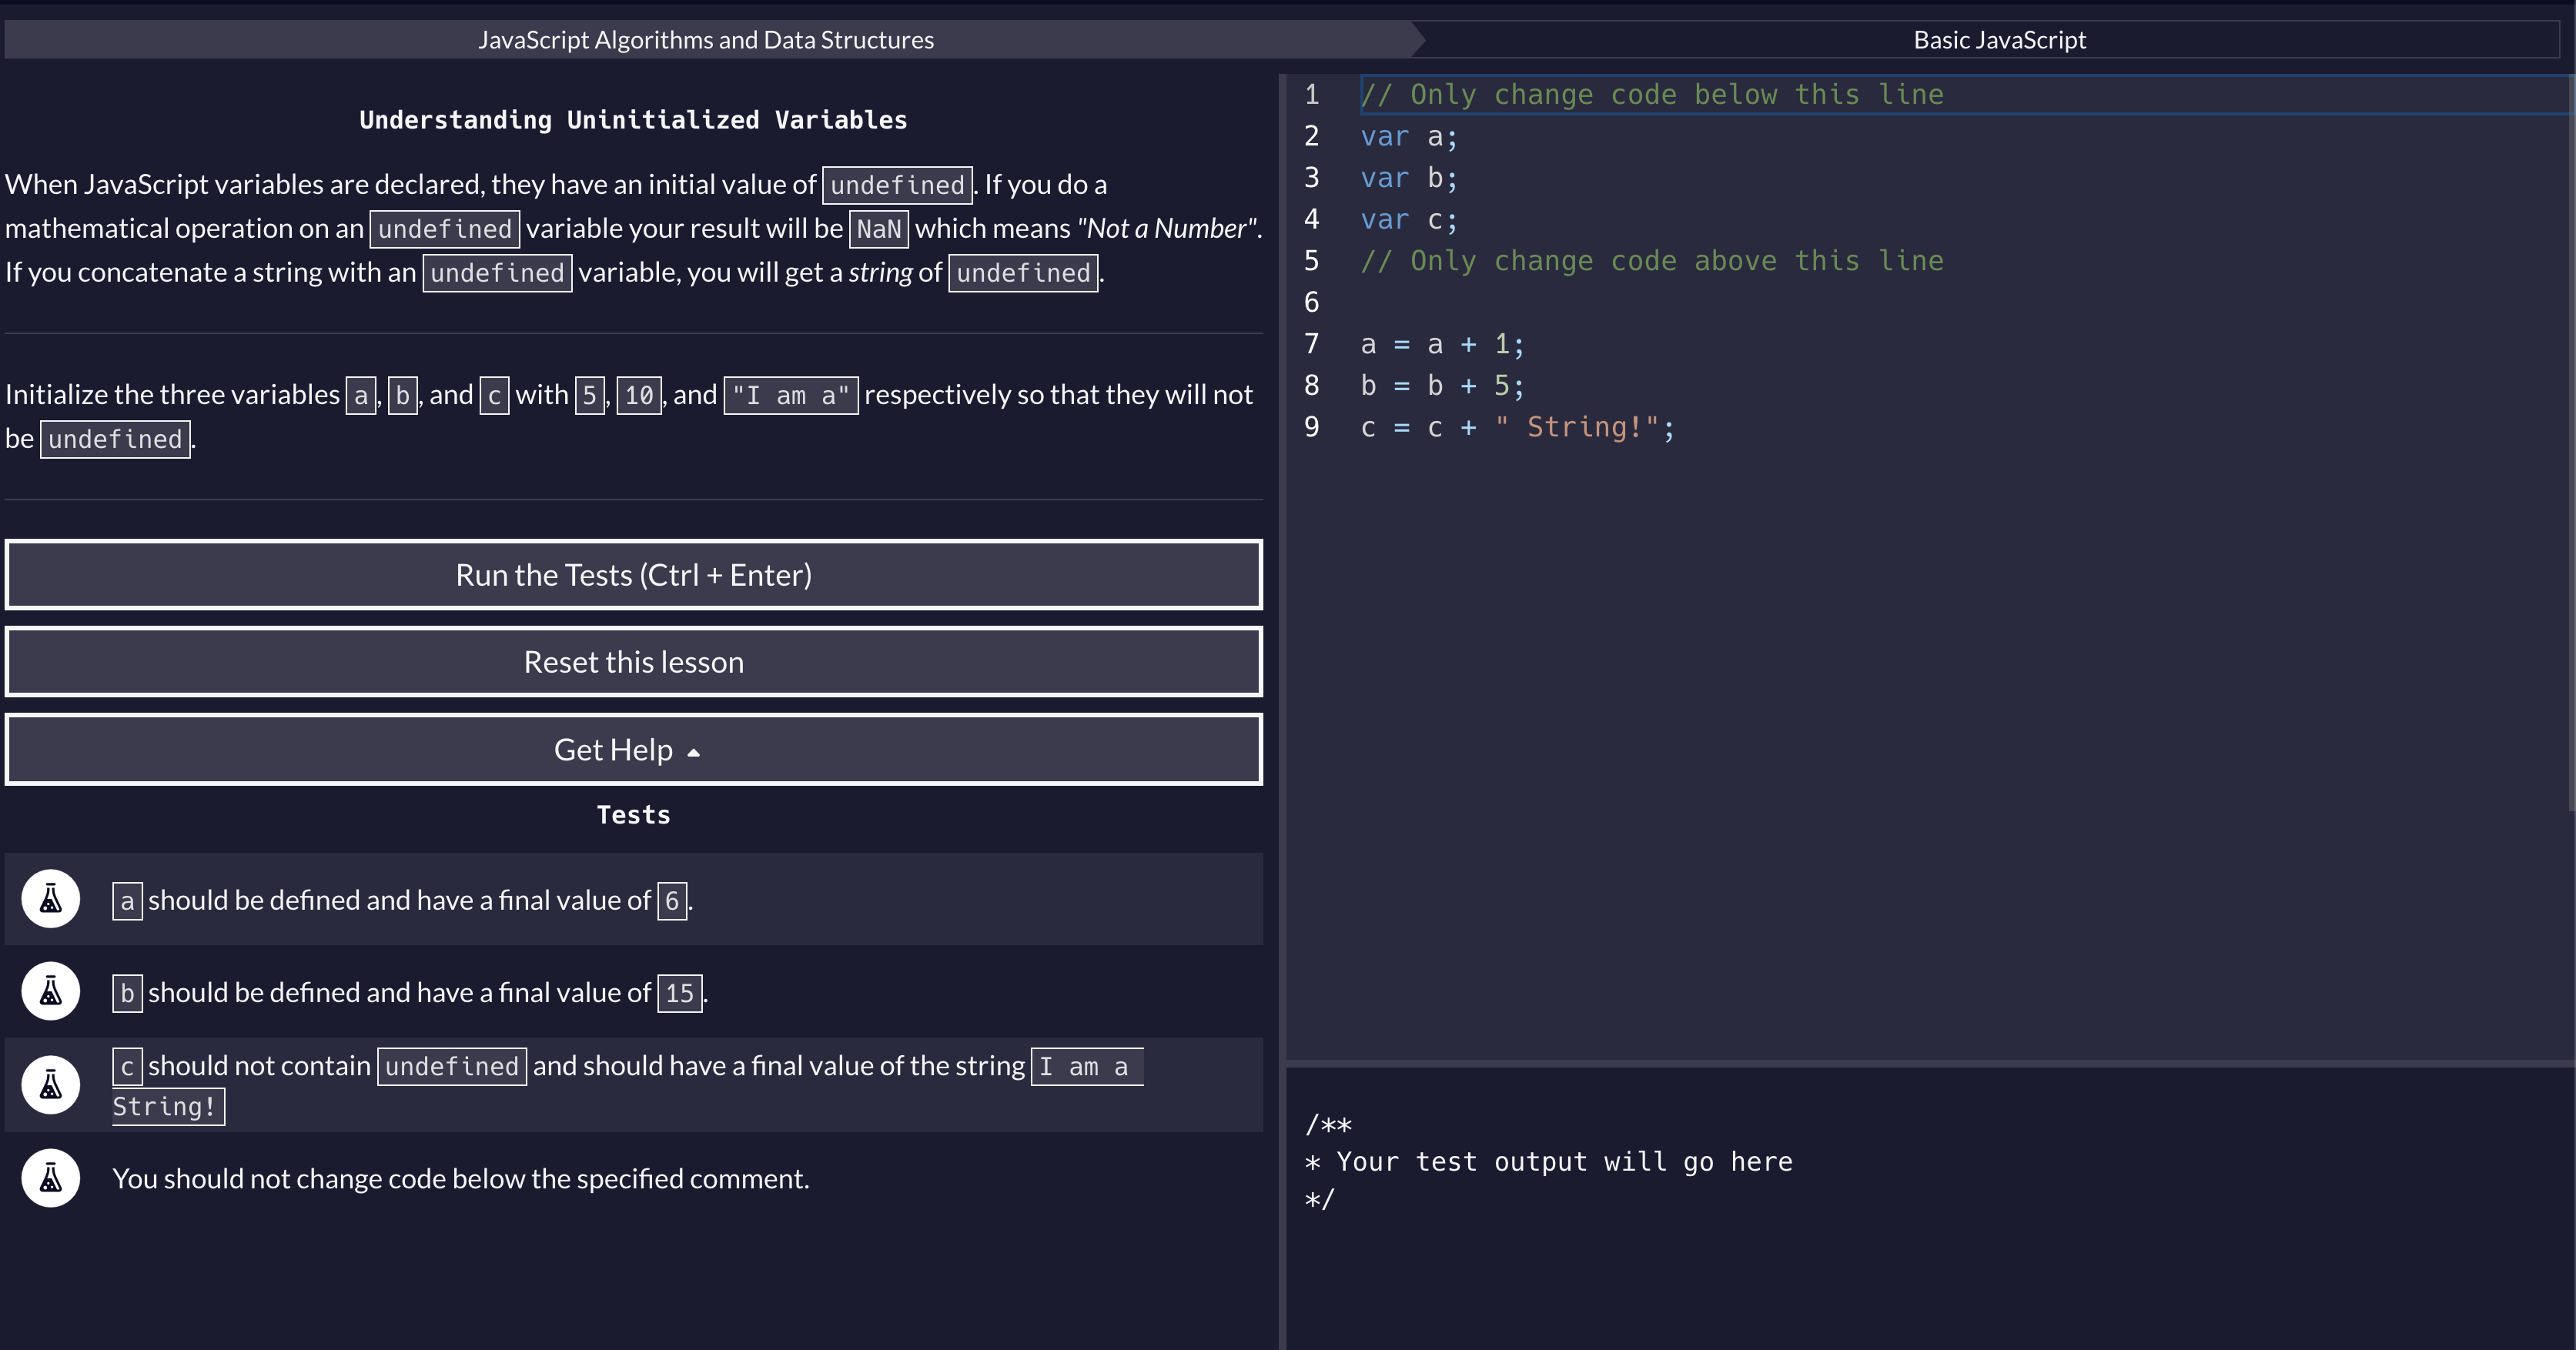 JavaScript Algorithms and Data Structures
Basic JavaScript
Understanding Uninitialized Variables
When JavaScript variables are declared, they have an initial value of undefined. If you do a
mathematical operation on an undefined variable your result will be NaN which means "Not a Number".
If you concatenate a string with an undefined variable, you will get a string of undefined.
Initialize the three variables a, b, and c with 5, 10, and "I am a" respectively so that they will not
be undefined.
Run the Tests (Ctrl + Enter)
Reset this lesson
Get Help
Tests
a should be defined and have a final value of 6.
b should be defined and have a final value of 15.
c should not contain undefined and should have a final value of the string I am a
String!
You should not change code below the specified comment.
1 // Only change code below this line
2 var a;
3 var b;
4 var c;
5 // Only change code above this line
6
7 a = a + 1;
8 b = b + 5;
9 c = c + " String!";
/**
* Your test output will go here
*/